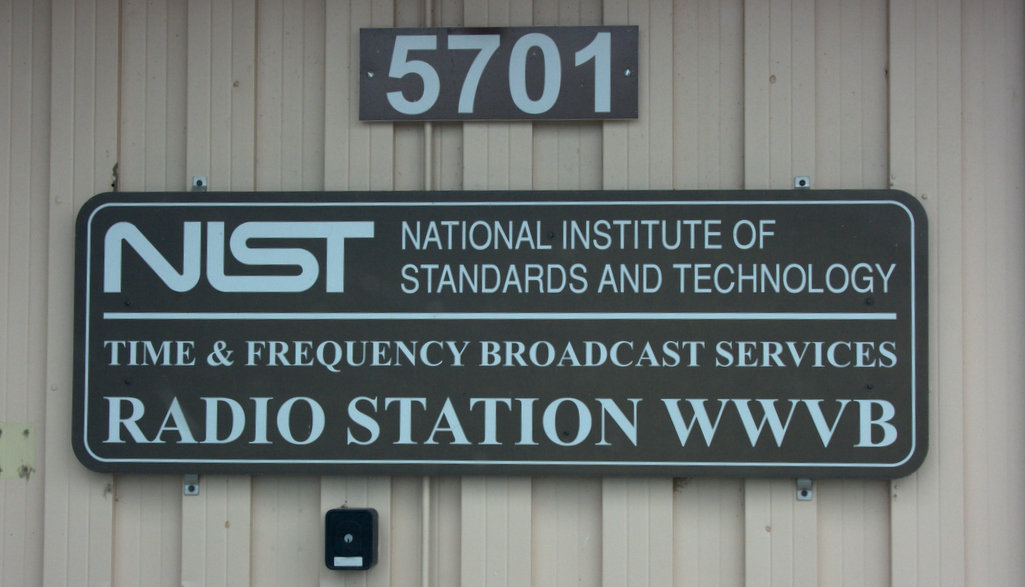 5701
NIST
NATIONAL INSTITUTE OF
STANDARDS AND TECHNOLOGY
TIME & FREQUENCY BROADCAST SERVICES
RADIO STATION WWVB